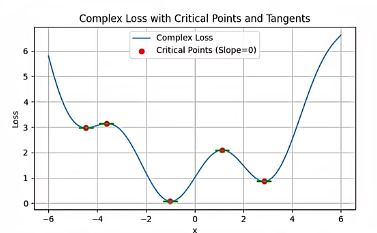 Complex Loss with Critical Points and Tangents
Complex Loss
Critical Points (Slope=0)
Loss
6
5
4
3
2
1
0
−6 −4 −2 0 2 4 6
x